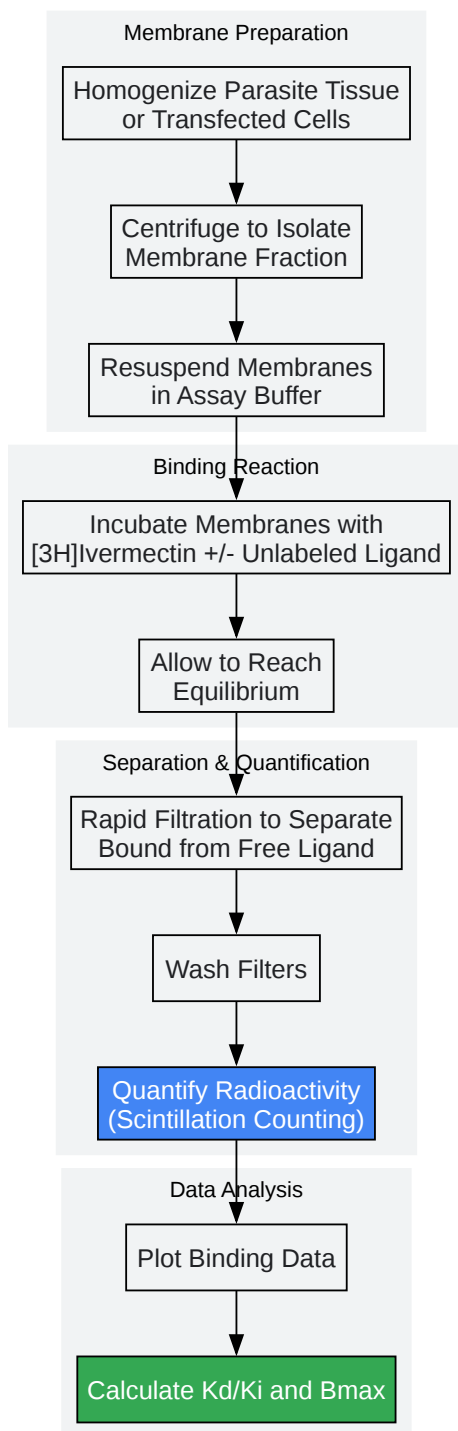 Membrane Preparation
Homogenize Parasite Tissue
or Transfected Cells
Centrifuge to Isolate
Membrane Fraction
Resuspend Membranes
in Assay Buffer
Binding Reaction
Incubate Membranes with
[3H]Ivermectin +/- Unlabeled Ligand
Allow to Reach
Equilibrium
Separation & Quantification
Rapid Filtration to Separate
Bound from Free Ligand
Wash Filters
Quantify Radioactivity
(Scintillation Counting)
Data Analysis
Plot Binding Data
Calculate Kd/Ki and Bmax